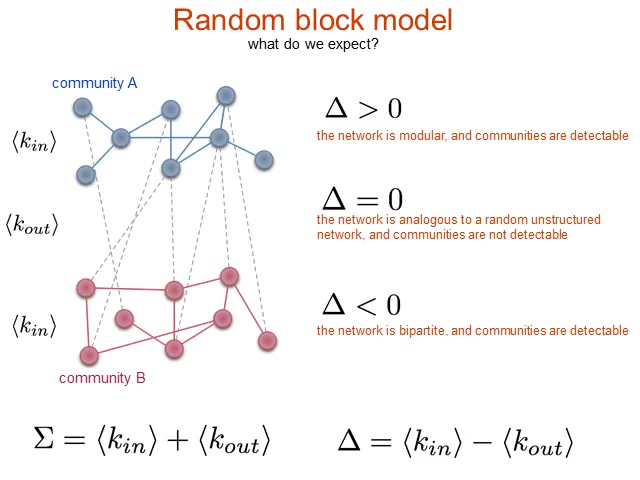 Random block model
what do we expect?
community A
⟨k_in⟩
⟨k_out⟩
⟨k_in⟩
community B
Δ > 0
the network is modular, and communities are detectable
Δ = 0
the network is analogous to a random unstructured
network, and communities are not detectable
Δ < 0
the network is bipartite, and communities are detectable
Σ = ⟨k_in⟩ + ⟨k_out⟩
Δ = ⟨k_in⟩ − ⟨k_out⟩